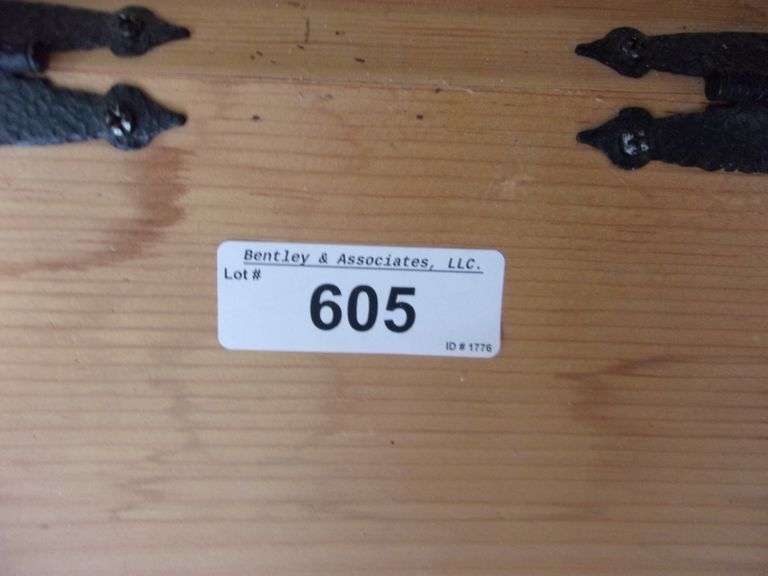 Bentley & Associates, LLC.
Lot #
605
ID # 1776